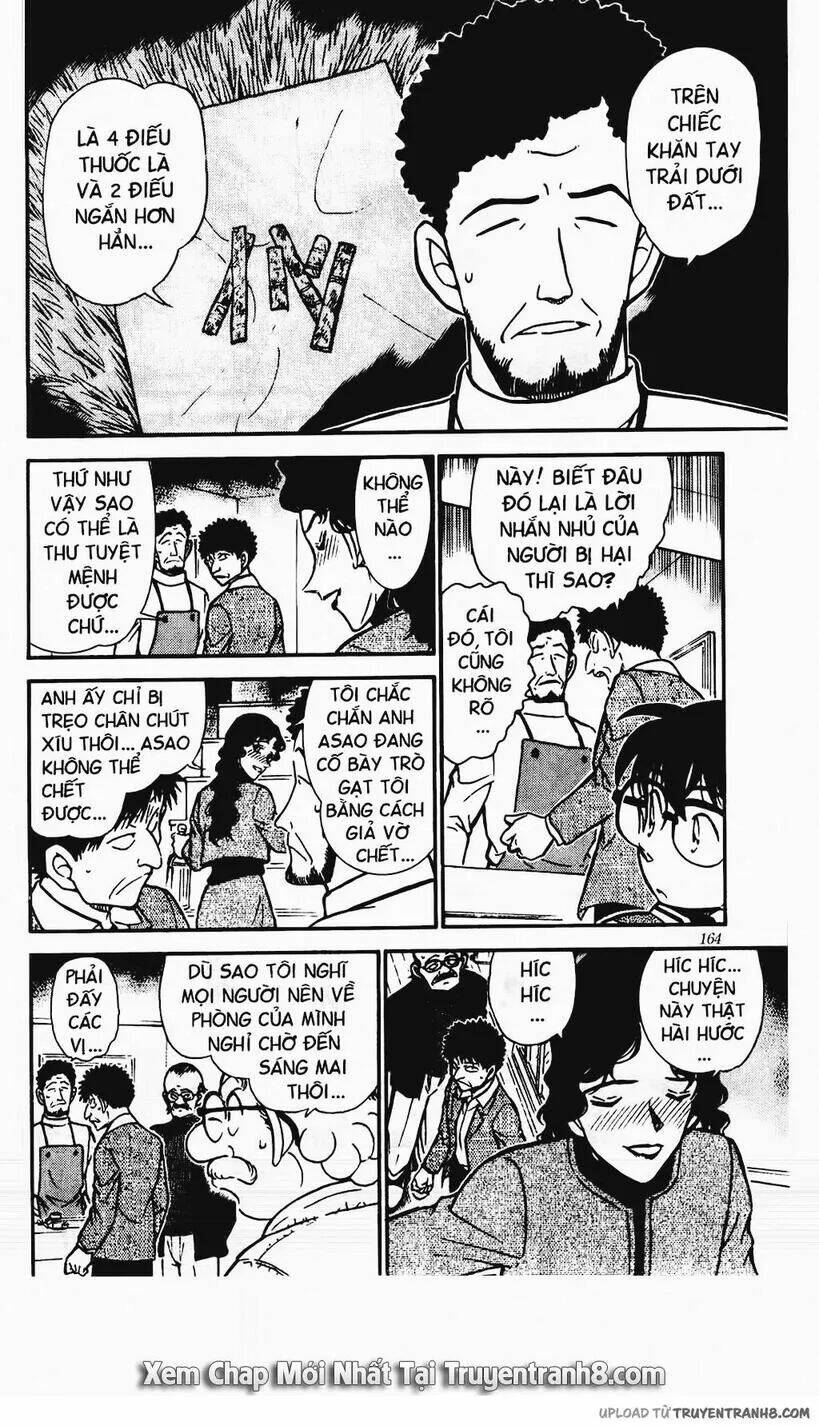 TRÊN
CHIẾC
KHĂN TAY
TRẢI DƯỚI
ĐẤT...
LÀ 4 ĐIẾU
THUỐC LÀ
VÀ 2 ĐIẾU
NGẮN HƠN
HẲN...
NÀY! BIẾT ĐÂU
ĐÓ LẠI LÀ LỜI
NHẮN NHỦ CỦA
NGƯỜI BỊ HẠI
THÌ SAO?
CÁI
ĐÓ, TÔI
CŨNG
KHÔNG
RÕ
...
KHÔNG
THỂ
NÀO
...
THỨ NHƯ
VẬY SAO
CÓ THỂ LÀ
THƯ TUYỆT
MỆNH
ĐƯỢC
CHỨ...
TÔI CHẮC
CHẮN ANH
ASAO ĐANG
CỐ BÀY TRÒ
GẠT TÔI
BẰNG CÁCH
GIẢ VỜ
CHẾT...
ANH ẤY CHỈ BỊ
TRẸO CHÂN CHÚT
XÍU THÔI... ASAO
KHÔNG THỂ
CHẾT
ĐƯỢC...
164
HÍC HÍC...
CHUYỆN
NÀY THẬT
HÀI HƯỚC
...
HÍC
HÍC
...
DÙ SAO TÔI NGHĨ
MỌI NGƯỜI NÊN VỀ
PHÒNG CỦA MÌNH
NGHỈ CHỜ ĐẾN
SÁNG MAI
THÔI...
PHẢI
ĐẤY
CÁC
VỊ...
Xem Chap Mới Nhất Tại Truyentranh8.com
UPLOAD TỪ TRUYENTRANH8.COM